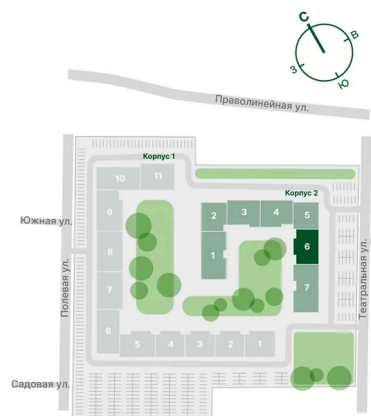 С
В
З
Ю
Праволинейная ул.
Корпус 1
11
10
Корпус 2
9
2
3
4
5
Южная ул.
8
1
6
Полевая ул.
Театральная ул.
7
7
6
5
4
3
2
1
Садовая ул.